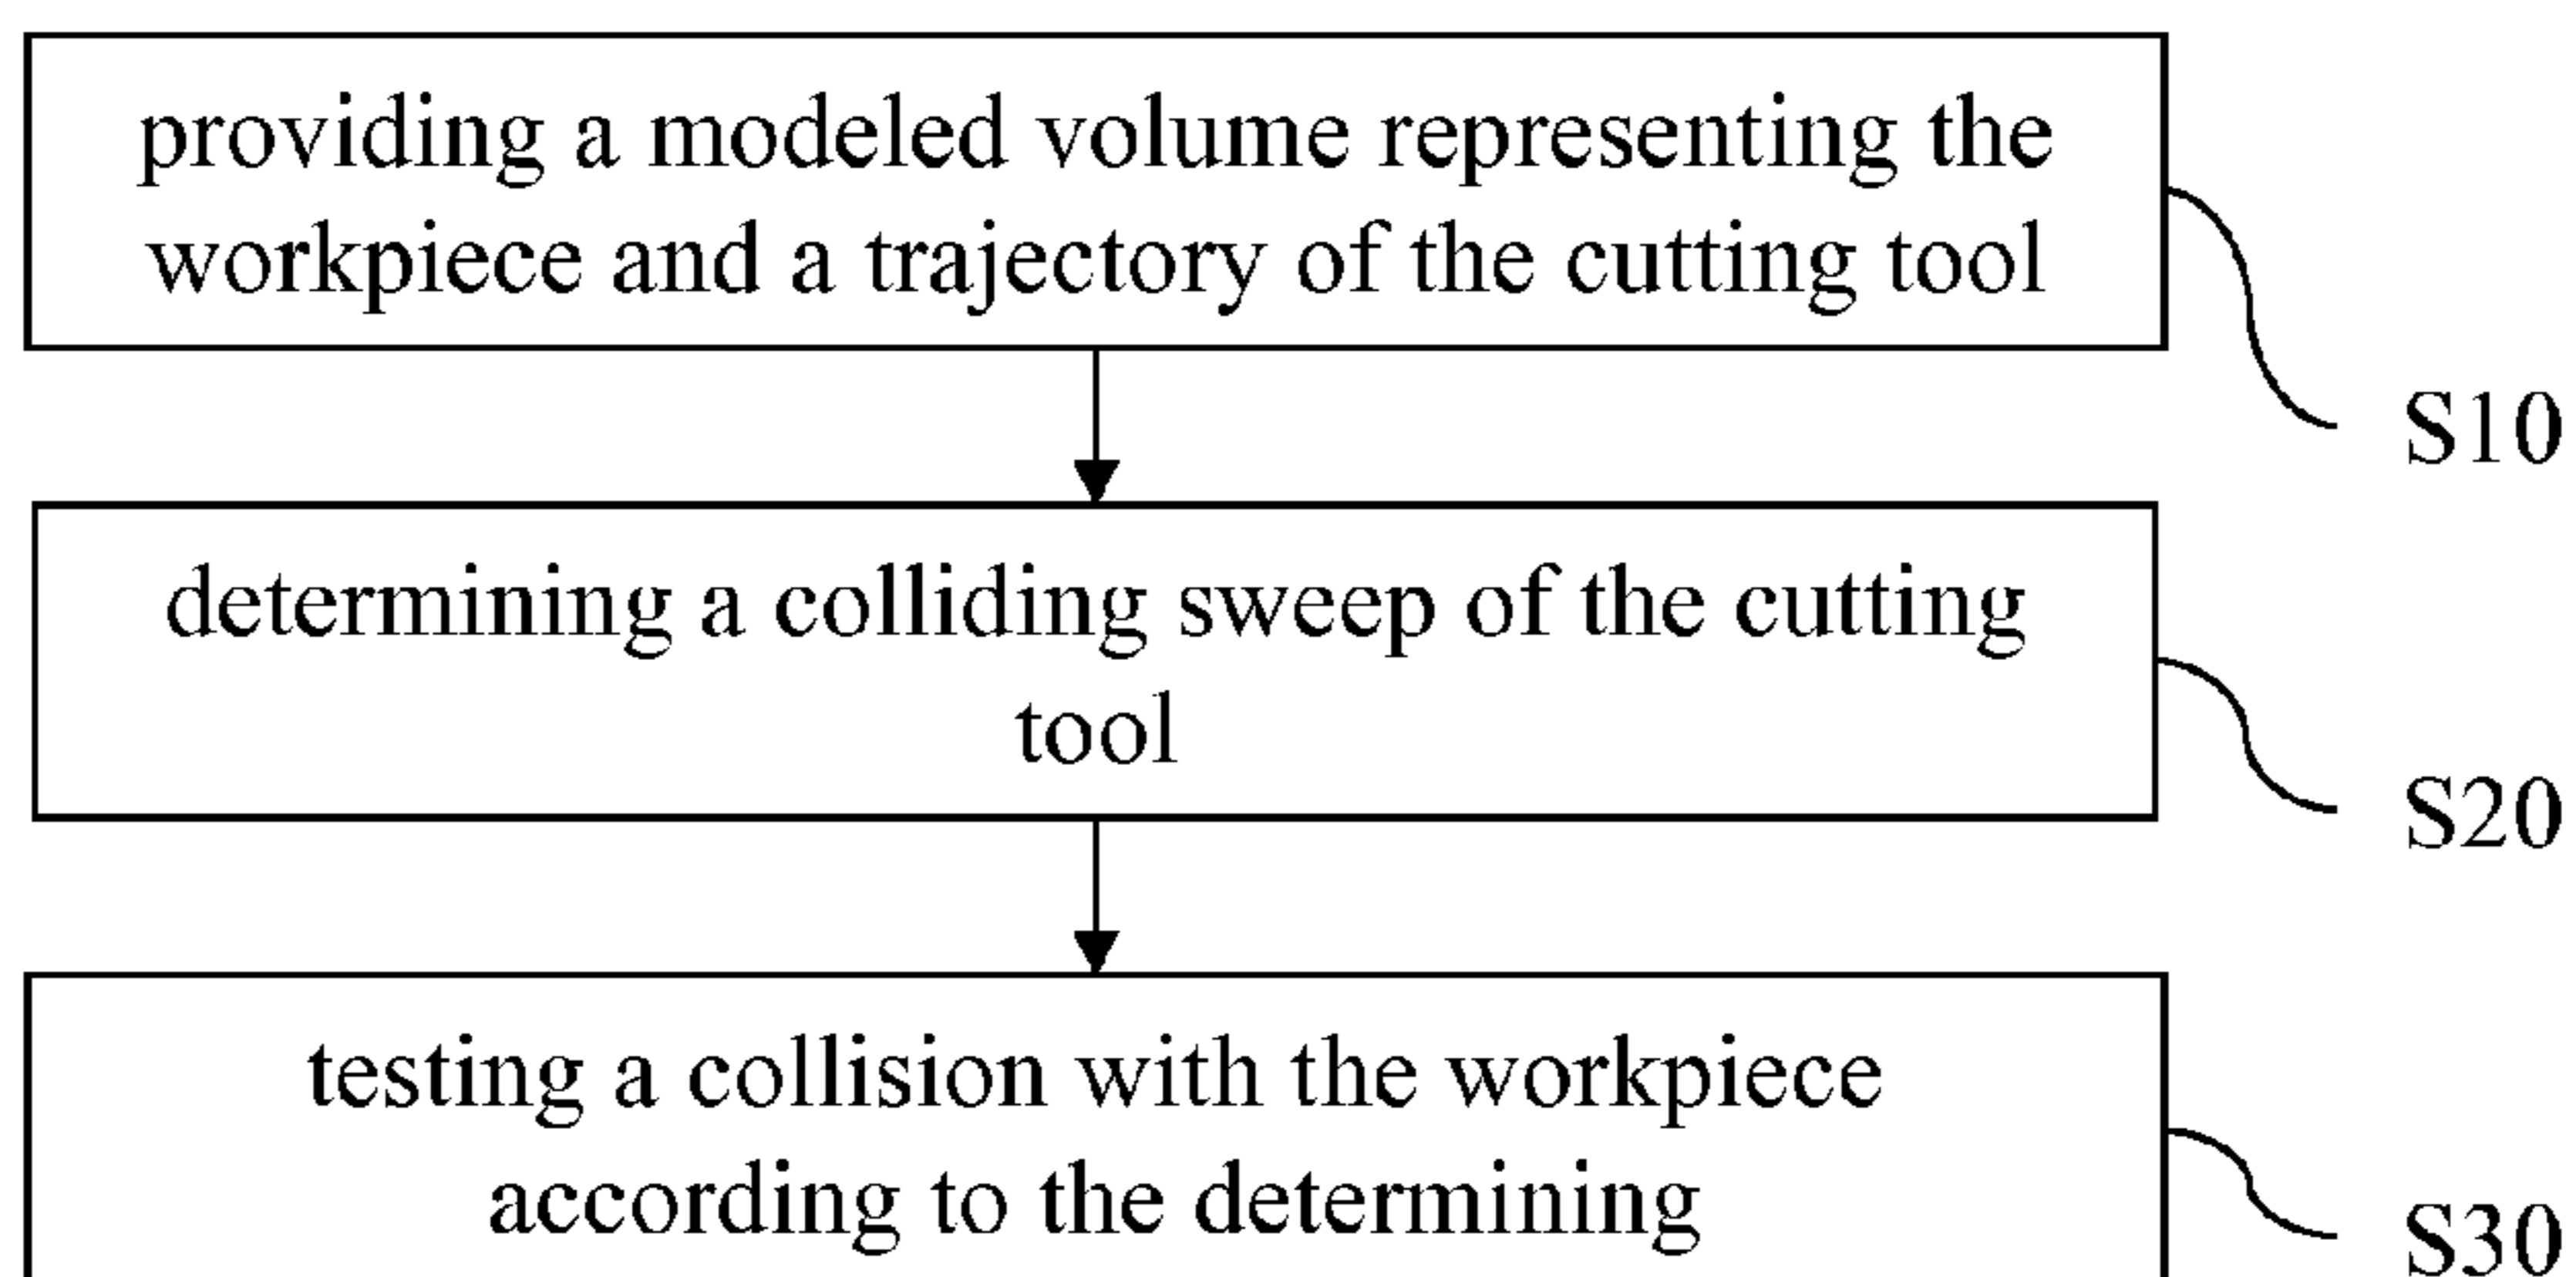 providing a modeled volume representing the
workpiece and a trajectory of the cutting tool
S10
determining a colliding sweep of the cutting
tool
S20
testing a collision with the workpiece
according to the determining
S30